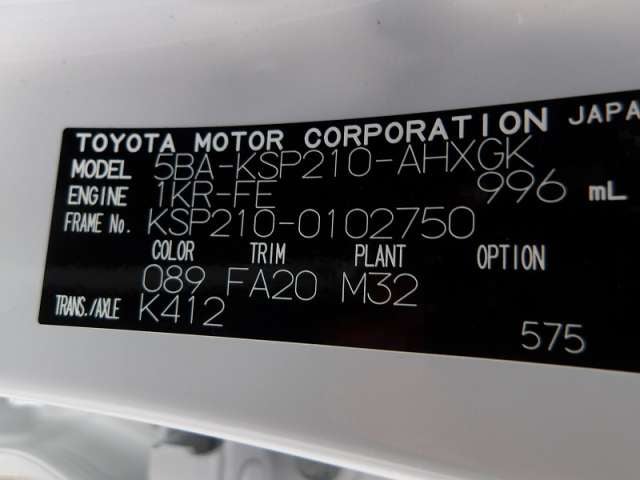 TOYOTA MOTOR CORPORATION JAPA
MODEL 5BA-KSP210-AHXGK
ENGINE 1KR-FE 996 mL
FRAME No. KSP210-0102750
COLOR TRIM PLANT OPTION
089 FA20 M32
TRANS./AXLE K412
575